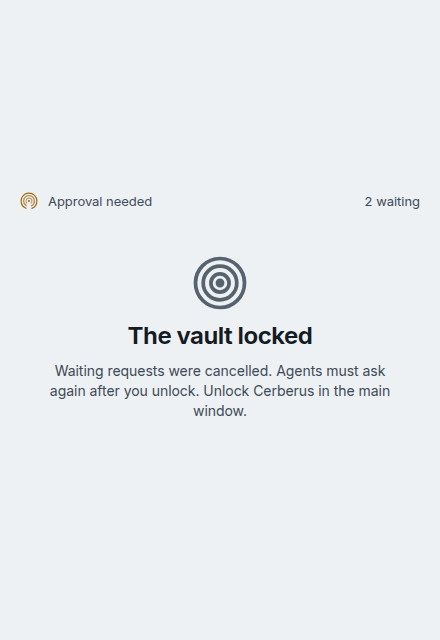 Approval needed
2 waiting
The vault locked
Waiting requests were cancelled. Agents must ask
again after you unlock. Unlock Cerberus in the main
window.